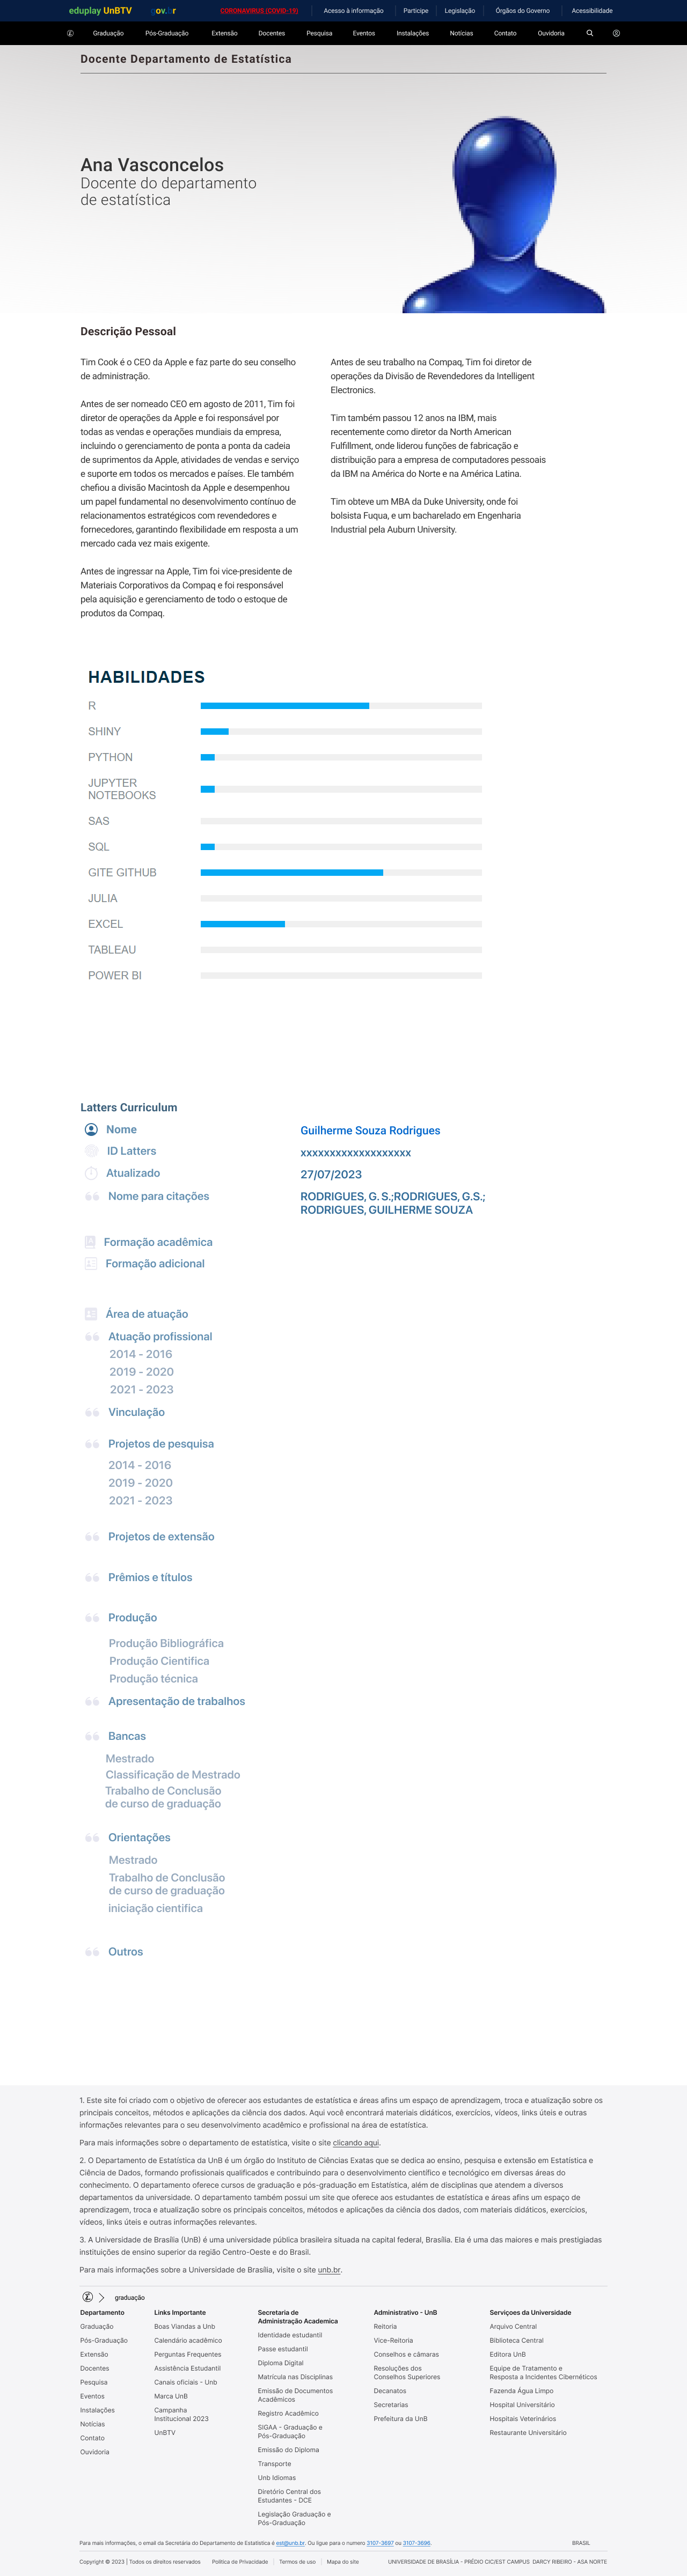 eduplay UnBTV gov.br CORONAVÍRUS (COVID-19) Acesso à informação Participe Legislação Órgãos do Governo Acessibilidade
Graduação Pós-Graduação Extensão Docentes Pesquisa Eventos Instalações Notícias Contato Ouvidoria
Docente Departamento de Estatística
Ana Vasconcelos
Docente do departamento
de estatística
Descrição Pessoal
Tim Cook é o CEO da Apple e faz parte do seu conselho
de administração.
Antes de ser nomeado CEO em agosto de 2011, Tim foi
diretor de operações da Apple e foi responsável por
todas as vendas e operações mundiais da empresa,
incluindo o gerenciamento de ponta a ponta da cadeia
de suprimentos da Apple, atividades de vendas e serviço
e suporte em todos os mercados e países. Ele também
chefiou a divisão Macintosh da Apple e desempenhou
um papel fundamental no desenvolvimento contínuo de
relacionamentos estratégicos com revendedores e
fornecedores, garantindo flexibilidade em resposta a um
mercado cada vez mais exigente.
Antes de ingressar na Apple, Tim foi vice-presidente de
Materiais Corporativos da Compaq e foi responsável
pela aquisição e gerenciamento de todo o estoque de
produtos da Compaq.
Antes de seu trabalho na Compaq, Tim foi diretor de
operações da Divisão de Revendedores da Intelligent
Electronics.
Tim também passou 12 anos na IBM, mais
recentemente como diretor da North American
Fulfillment, onde liderou funções de fabricação e
distribuição para a empresa de computadores pessoais
da IBM na América do Norte e na América Latina.
Tim obteve um MBA da Duke University, onde foi
bolsista Fuqua, e um bacharelado em Engenharia
Industrial pela Auburn University.
HABILIDADES
R
SHINY
PYTHON
JUPYTER
NOTEBOOKS
SAS
SQL
GITE GITHUB
JULIA
EXCEL
TABLEAU
POWER BI
Latters Curriculum
Nome Guilherme Souza Rodrigues
ID Latters xxxxxxxxxxxxxxxxxxx
Atualizado 27/07/2023
Nome para citações RODRIGUES, G. S.;RODRIGUES, G.S.;
RODRIGUES, GUILHERME SOUZA
Formação acadêmica
Formação adicional
Área de atuação
Atuação profissional
2014 - 2016
2019 - 2020
2021 - 2023
Vinculação
Projetos de pesquisa
2014 - 2016
2019 - 2020
2021 - 2023
Projetos de extensão
Prêmios e títulos
Produção
Produção Bibliográfica
Produção Científica
Produção técnica
Apresentação de trabalhos
Bancas
Mestrado
Classificação de Mestrado
Trabalho de Conclusão
de curso de graduação
Orientações
Mestrado
Trabalho de Conclusão
de curso de graduação
iniciação cientifica
Outros
1. Este site foi criado com o objetivo de oferecer aos estudantes de estatística e áreas afins um espaço de aprendizagem, troca e atualização sobre os
principais conceitos, métodos e aplicações da ciência dos dados. Aqui você encontrará materiais didáticos, exercícios, vídeos, links úteis e outras
informações relevantes para o seu desenvolvimento acadêmico e profissional na área de estatística.
Para mais informações sobre o departamento de estatística, visite o site clicando aqui.
2. O Departamento de Estatística da UnB é um órgão do Instituto de Ciências Exatas que se dedica ao ensino, pesquisa e extensão em Estatística e
Ciência de Dados, formando profissionais qualificados e contribuindo para o desenvolvimento científico e tecnológico em diversas áreas do
conhecimento. O departamento oferece cursos de graduação e pós-graduação em Estatística, além de disciplinas eletivas que atendem a diversos
departamentos da universidade. O departamento também possui um site que oferece aos estudantes de estatística e áreas afins um espaço de
aprendizagem, troca e atualização sobre os principais conceitos, métodos e aplicações da ciência dos dados, com materiais didáticos, exercícios,
vídeos, links úteis e outras informações relevantes.
3. A Universidade de Brasília (UnB) é uma universidade pública brasileira situada na capital federal, Brasília. Ela é uma das maiores e mais prestigiadas
instituições de ensino superior da região Centro-Oeste e do Brasil.
Para mais informações sobre a Universidade de Brasília, visite o site unb.br.
graduação
Departamento
Graduação
Pós-Graduação
Extensão
Docentes
Pesquisa
Eventos
Instalações
Notícias
Contato
Ouvidoria
Links Importante
Boas Viandas a Unb
Calendário acadêmico
Perguntas Frequentes
Assistência Estudantil
Canais oficiais - Unb
Marca UnB
Campanha
Institucional 2023
UnBTV
Secretaria de
Administração Academica
Identidade estudantil
Passe estudantil
Diploma Digital
Matrícula nas Disciplinas
Emissão de Documentos
Acadêmicos
Registro Acadêmico
SIGAA - Graduação e
Pós-Graduação
Emissão do Diploma
Transporte
Unb Idiomas
Diretório Central dos
Estudantes - DCE
Legislação Graduação e
Pós-Graduação
Administrativo - UnB
Reitoria
Vice-Reitoria
Conselhos e câmaras
Resoluções dos
Conselhos Superiores
Decanatos
Secretarias
Prefeitura da UnB
Serviçoes da Universidade
Arquivo Central
Biblioteca Central
Editora UnB
Equipe de Tratamento e
Resposta a Incidentes Cibernéticos
Fazenda Água Limpo
Hospital Universitário
Hospitais Veterinários
Restaurante Universitário
Para mais informações, o email da Secretária do Departamento de Estatística é est@unb.br. Ou ligue para o numero 3107-3697 ou 3107-3696. BRASIL
Copyright © 2023 | Todos os direitos reservados Política de Privacidade Termos de uso Mapa do site UNIVERSIDADE DE BRASÍLIA - PRÉDIO CIC/EST CAMPUS DARCY RIBEIRO - ASA NORTE